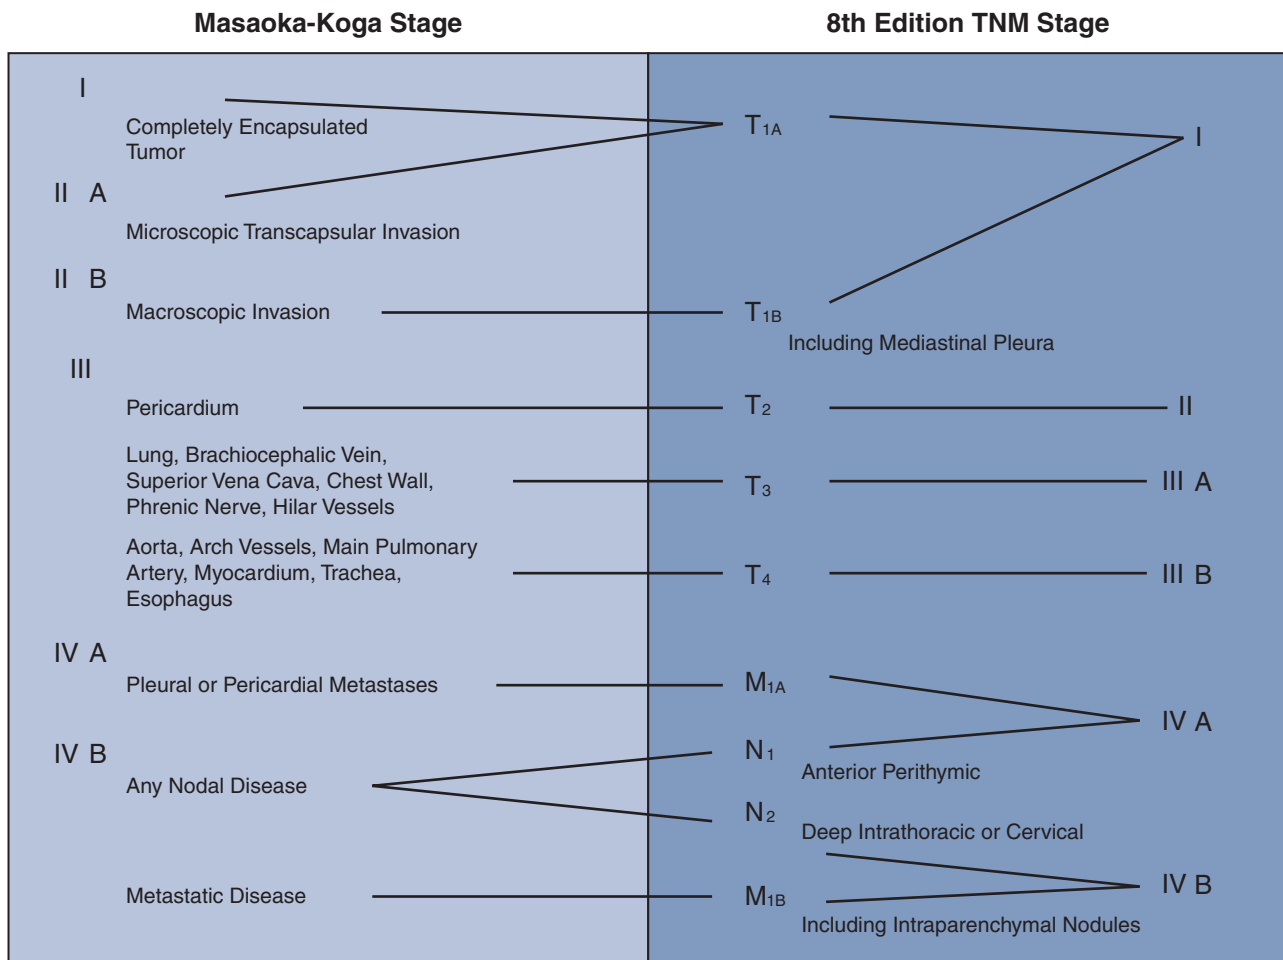 Masaoka-Koga Stage
8th Edition TNM Stage
I
Completely Encapsulated
Tumor
T1A
I
II A
Microscopic Transcapsular Invasion
II B
Macroscopic Invasion
T1B
Including Mediastinal Pleura
III
Pericardium
T2
II
Lung, Brachiocephalic Vein,
Superior Vena Cava, Chest Wall,
Phrenic Nerve, Hilar Vessels
T3
III A
Aorta, Arch Vessels, Main Pulmonary
Artery, Myocardium, Trachea,
Esophagus
T4
III B
IV A
Pleural or Pericardial Metastases
M1A
IV A
IV B
Any Nodal Disease
N1
Anterior Perithymic
N2
Deep Intrathoracic or Cervical
Metastatic Disease
M1B
Including Intraparenchymal Nodules
IV B